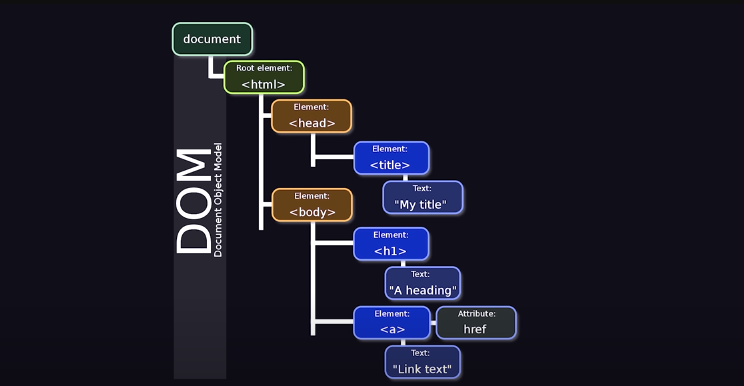 document
Root element:
<html>
Element:
<head>
Element:
<title>
Text:
"My title"
Element:
<body>
Element:
<h1>
Text:
"A heading"
Element:
<a>
Attribute:
href
Text:
"Link text"
DOM
Document Object Model